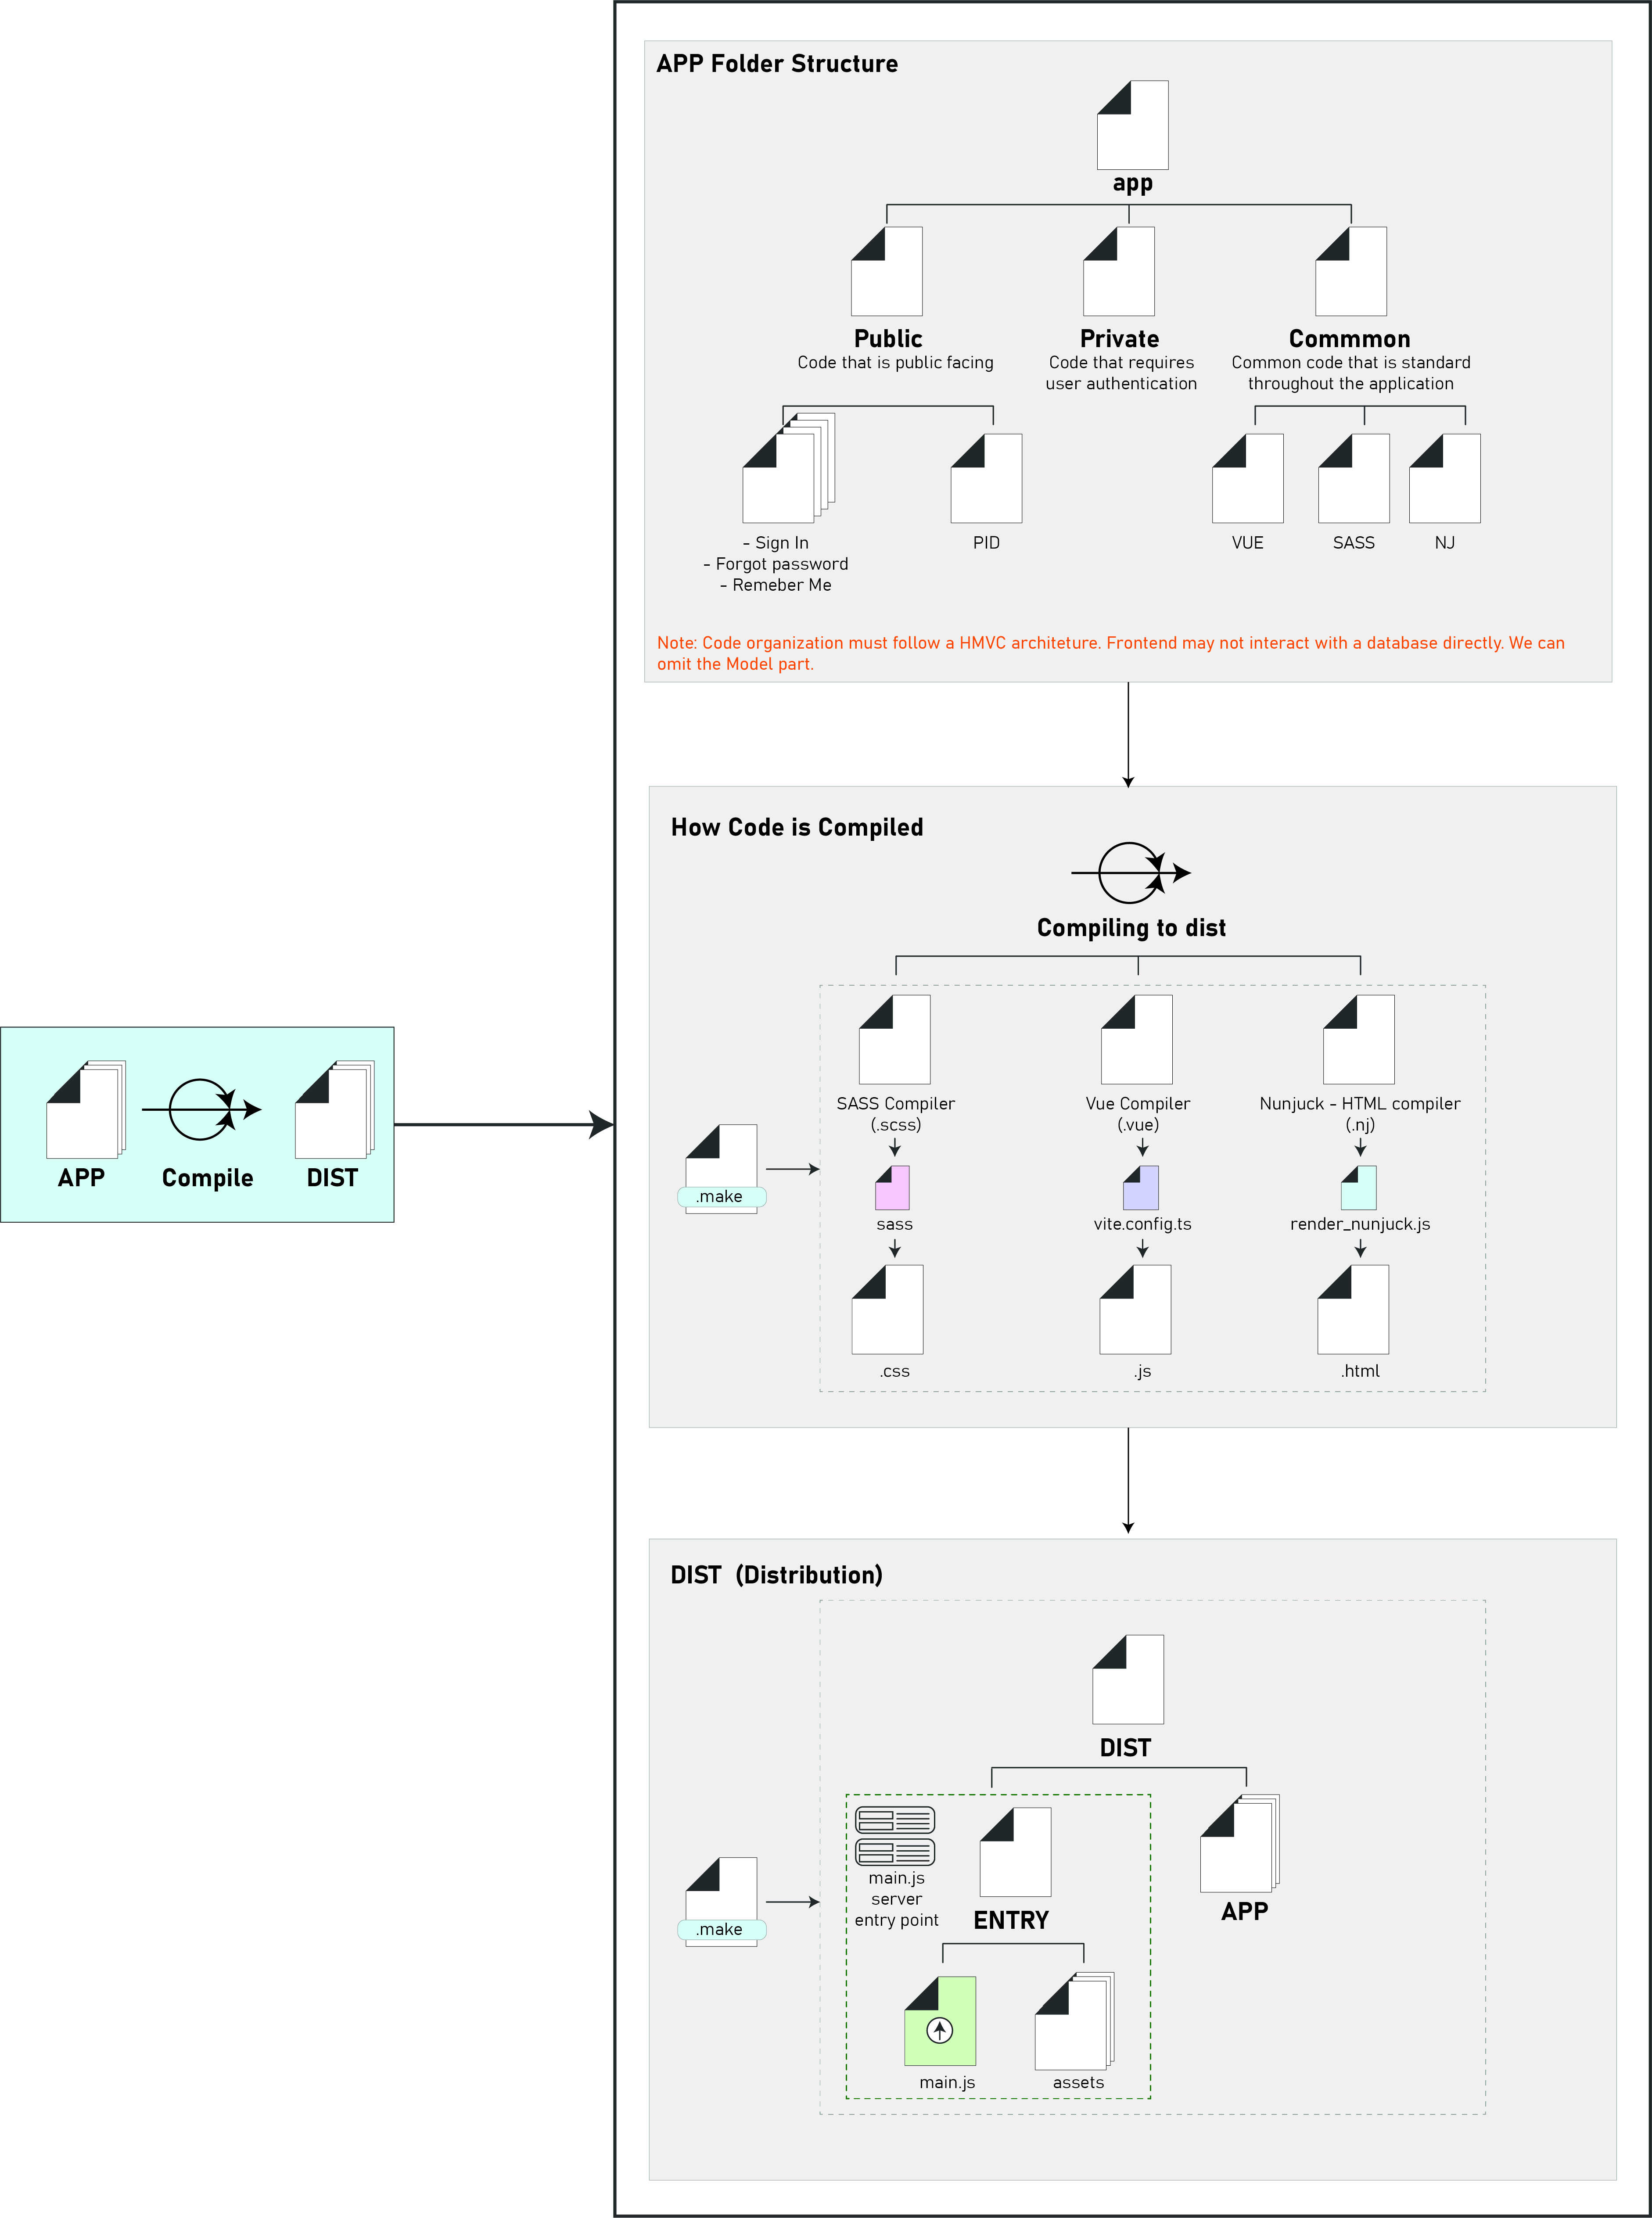 APP Folder Structure
app
Public
Code that is public facing
Private
Code that requires
user authentication
Commmon
Common code that is standard
throughout the application
- Sign In
- Forgot password
- Remeber Me
PID
VUE
SASS
NJ
Note: Code organization must follow a HMVC architeture. Frontend may not interact with a database directly. We can
omit the Model part.
How Code is Compiled
Compiling to dist
APP
Compile
DIST
.make
SASS Compiler
(.scss)
sass
.css
Vue Compiler
(.vue)
vite.config.ts
.js
Nunjuck - HTML compiler
(.nj)
render_nunjuck.js
.html
DIST (Distribution)
DIST
.make
main.js
server
entry point
ENTRY
APP
main.js
assets